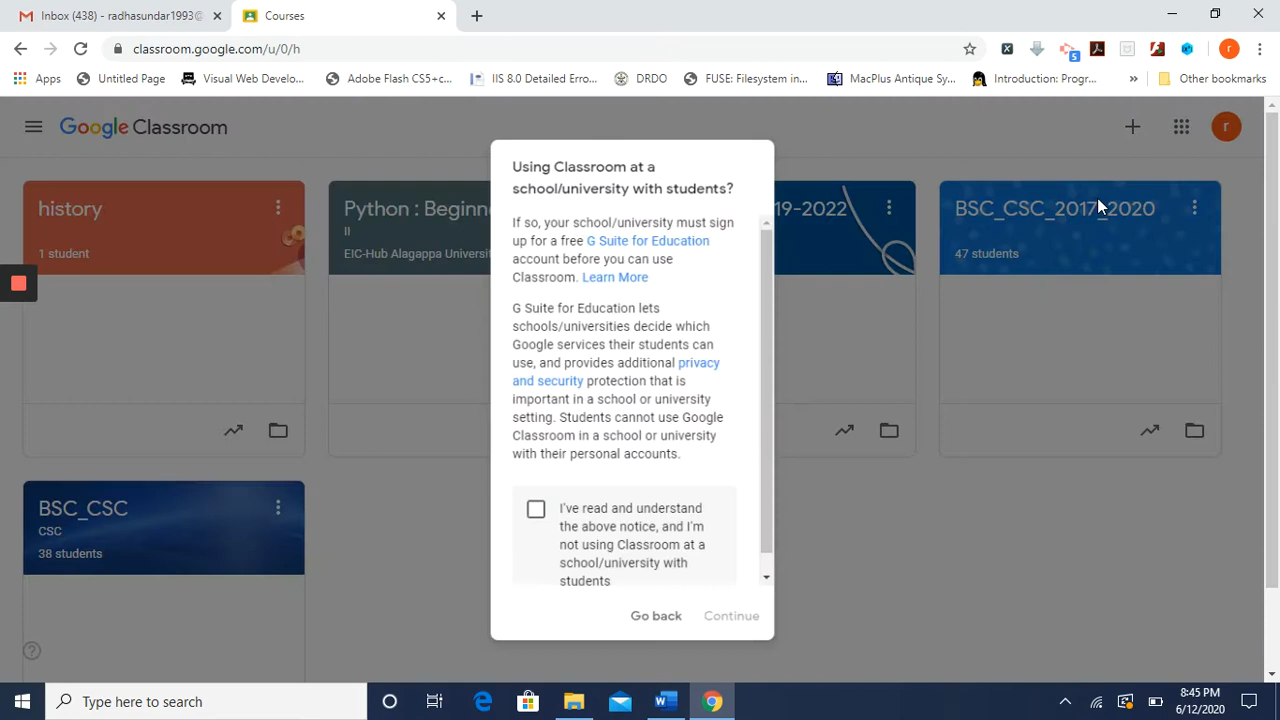 Inbox (438) - radhasundar1993@
Courses
classroom.google.com/u/0/h
5
r
Apps
Untitled Page
Visual Web Develo...
Adobe Flash CS5+c...
IIS 8.0 Detailed Erro...
DRDO
FUSE: Filesystem in...
MacPlus Antique Sy...
Introduction: Progr...
»
Other bookmarks
Google Classroom
r
history
1 student
Python : Beginn
II
EIC-Hub Alagappa Universi
19-2022
BSC_CSC_2017_2020
47 students
BSC_CSC
CSC
38 students
Using Classroom at a
school/university with students?
If so, your school/university must sign
up for a free G Suite for Education
account before you can use
Classroom. Learn More
G Suite for Education lets
schools/universities decide which
Google services their students can
use, and provides additional privacy
and security protection that is
important in a school or university
setting. Students cannot use Google
Classroom in a school or university
with their personal accounts.
I've read and understand
the above notice, and I'm
not using Classroom at a
school/university with
students
Go back
Continue
Type here to search
8:45 PM
6/12/2020